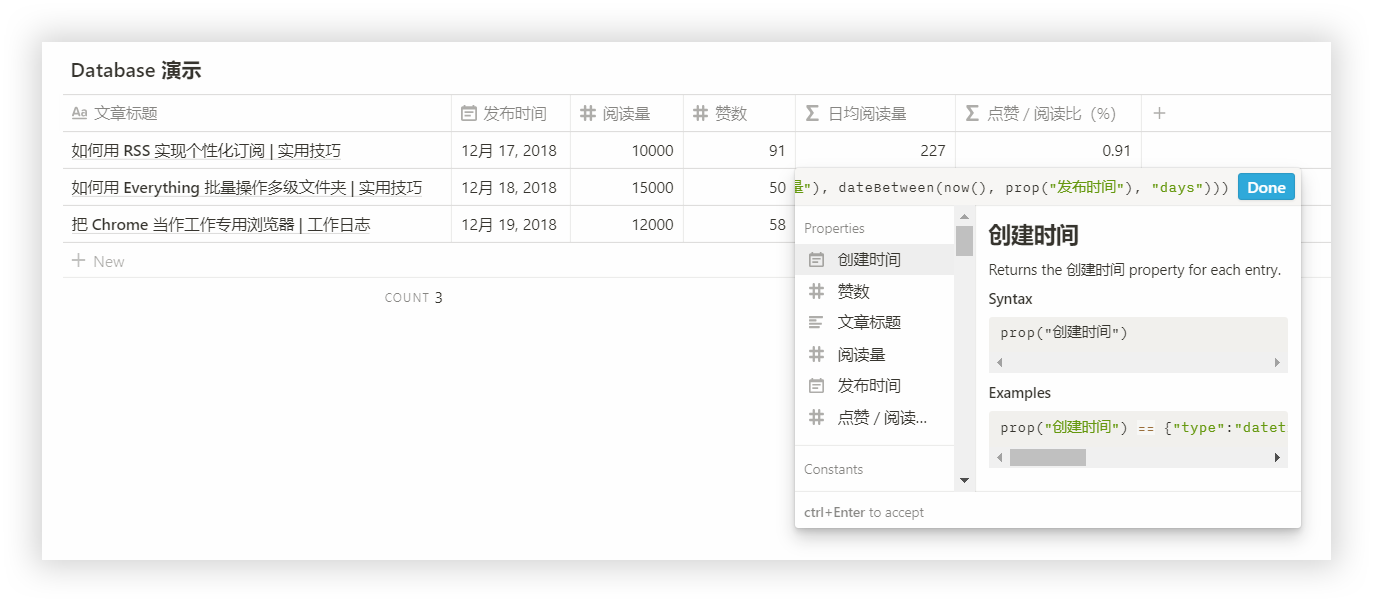 Database 演示
Aa 文章标题 发布时间 阅读量 赞数 日均阅读量 点赞 / 阅读比（%） +
如何用 RSS 实现个性化订阅 | 实用技巧 12月 17, 2018 10000 91 227 0.91
如何用 Everything 批量操作多级文件夹 | 实用技巧 12月 18, 2018 15000 50
量"), dateBetween(now(), prop("发布时间"), "days"))) Done
把 Chrome 当作工作专用浏览器 | 工作日志 12月 19, 2018 12000 58
+ New
COUNT 3
Properties
创建时间
赞数
文章标题
阅读量
发布时间
点赞 / 阅读...
Constants
创建时间
Returns the 创建时间 property for each entry.
Syntax
prop("创建时间")
Examples
prop("创建时间") == {"type":"datet
ctrl+Enter to accept